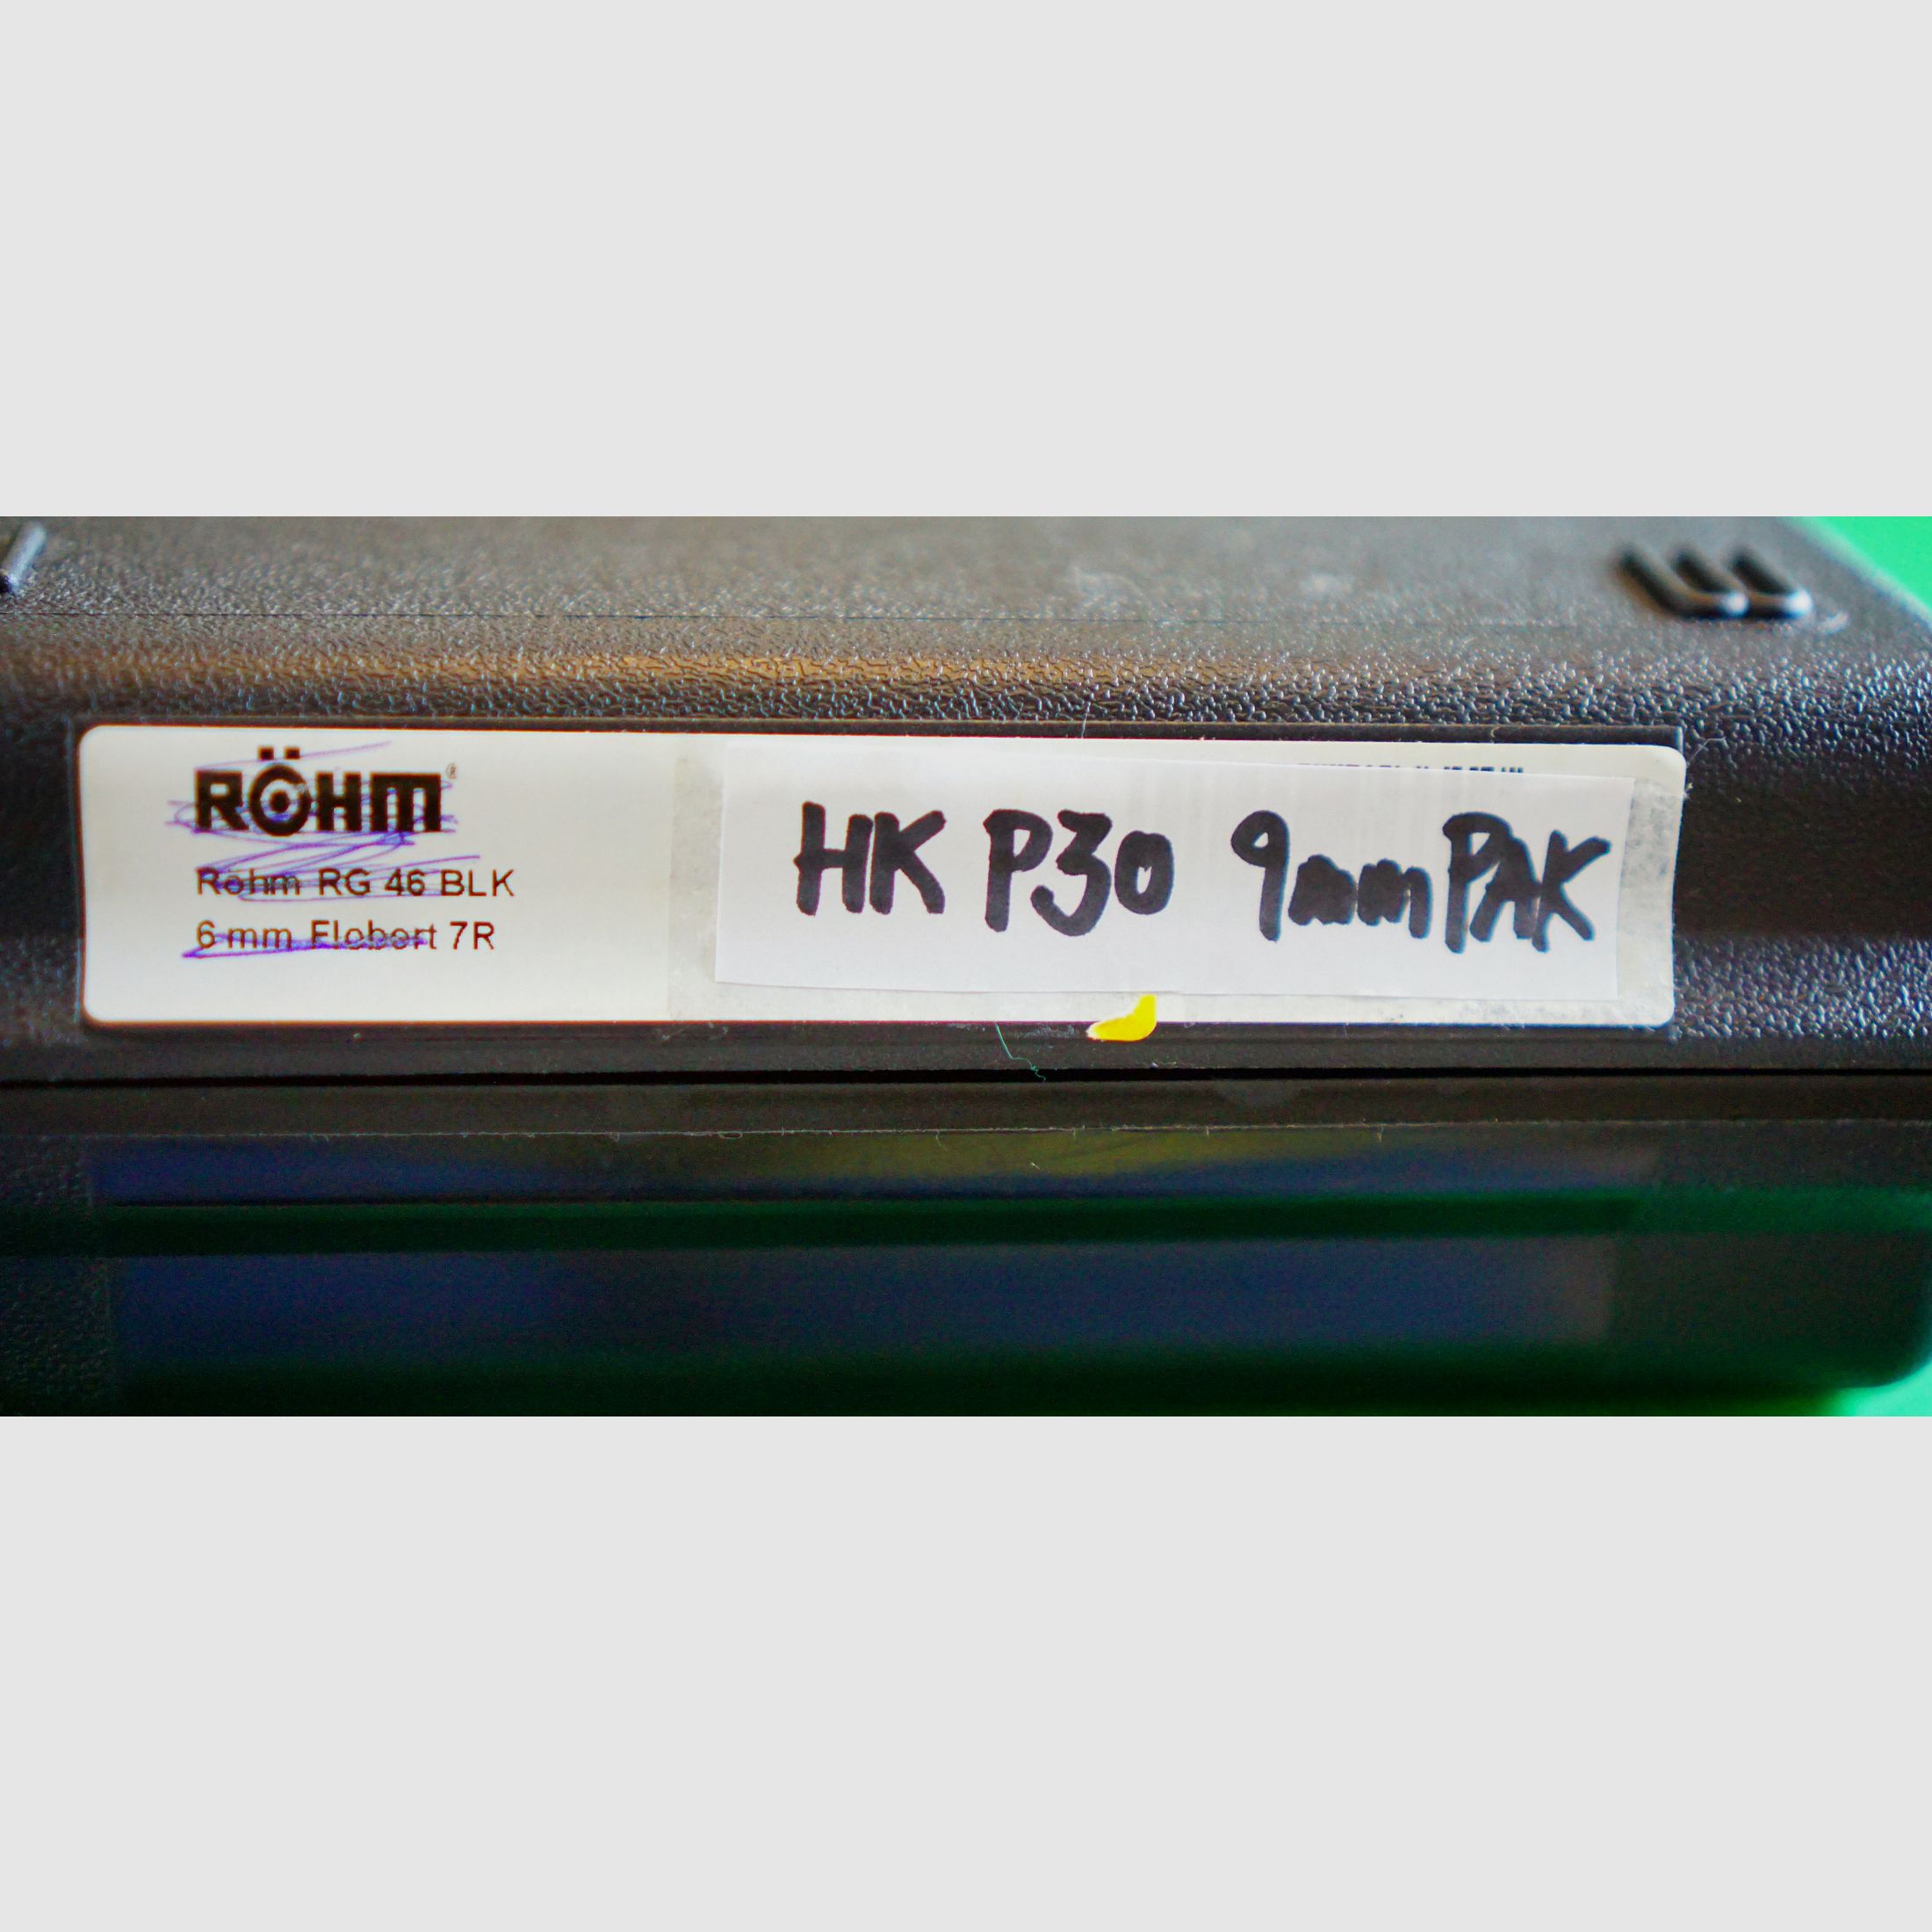 RÖHM®
Röhm RG 46 BLK
6 mm Flobert 7R
HK P30 9mm PAK